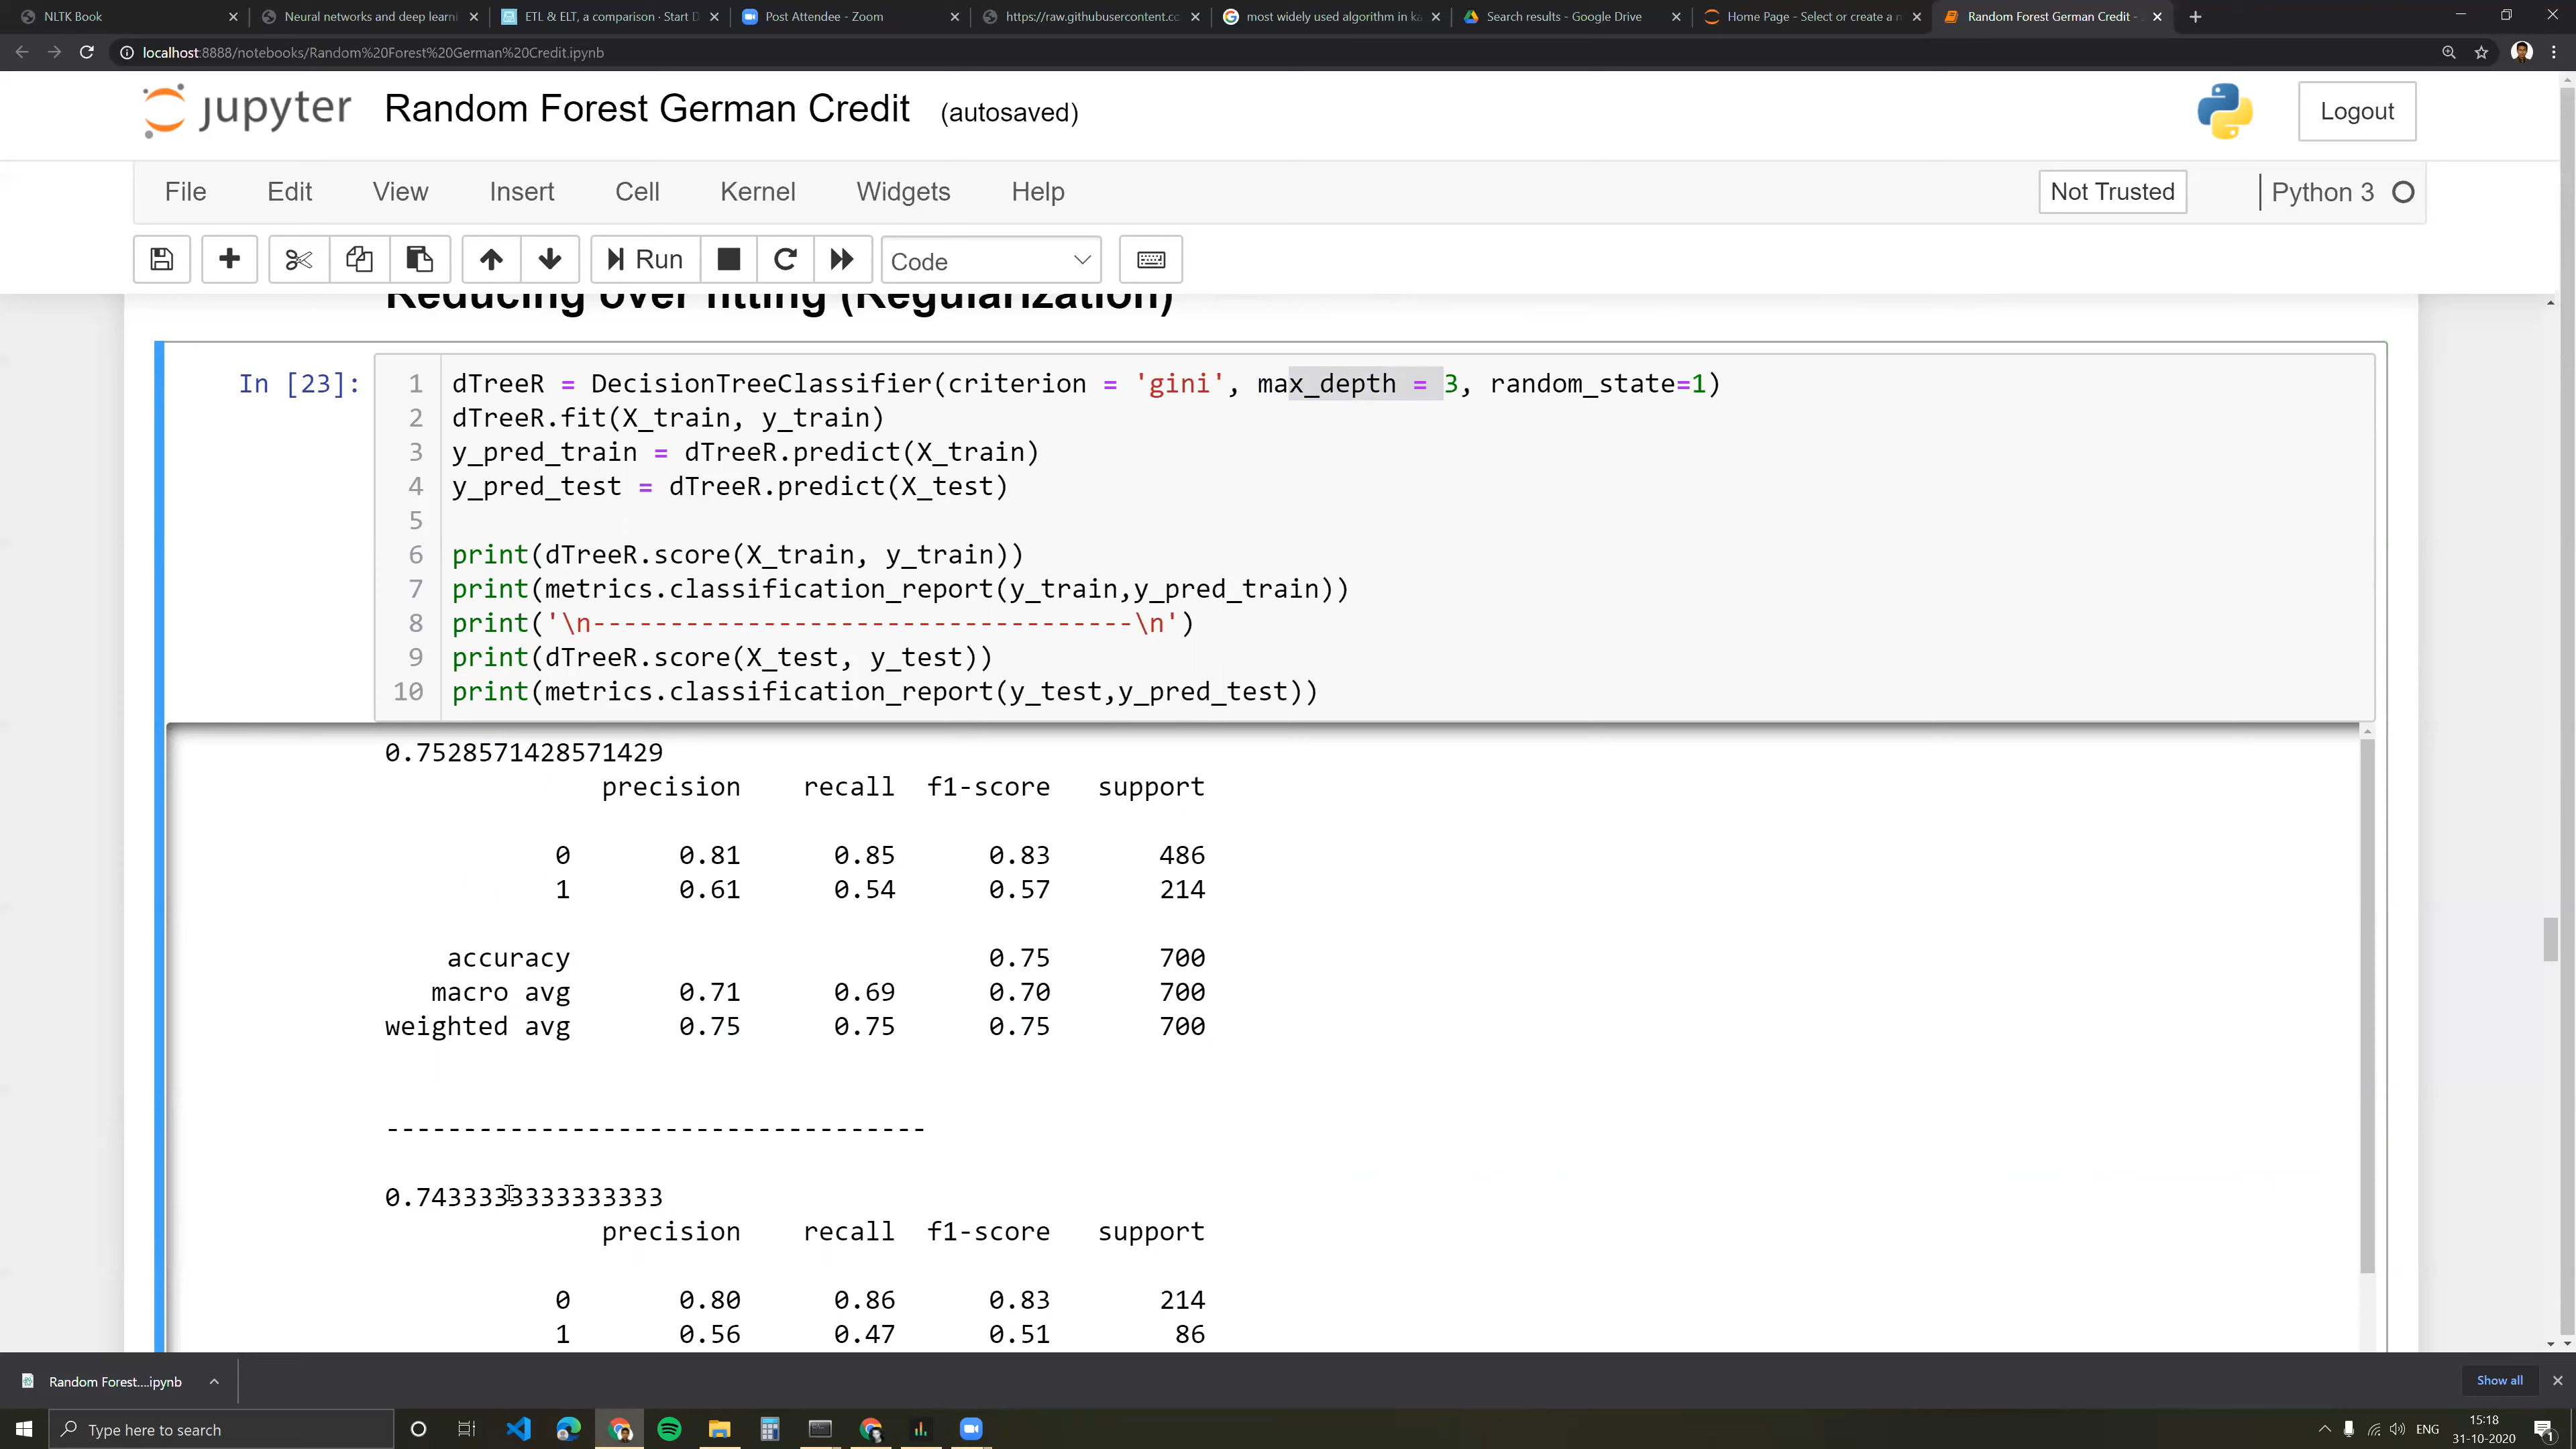 NLTK Book
Neural networks and deep learni
ETL & ELT, a comparison · Start D
Post Attendee - Zoom
https://raw.githubusercontent.co
most widely used algorithm in ka
Search results - Google Drive
Home Page - Select or create a n
Random Forest German Credit -
localhost:8888/notebooks/Random%20Forest%20German%20Credit.ipynb
jupyter Random Forest German Credit (autosaved)
Logout
File Edit View Insert Cell Kernel Widgets Help
Not Trusted
Python 3
Run
Code
Reducing over fitting (Regularization)
In [23]:
1 dTreeR = DecisionTreeClassifier(criterion = 'gini', max_depth = 3, random_state=1)
2 dTreeR.fit(X_train, y_train)
3 y_pred_train = dTreeR.predict(X_train)
4 y_pred_test = dTreeR.predict(X_test)
5
6 print(dTreeR.score(X_train, y_train))
7 print(metrics.classification_report(y_train,y_pred_train))
8 print('\n-----------------------------------\n')
9 print(dTreeR.score(X_test, y_test))
10 print(metrics.classification_report(y_test,y_pred_test))
0.7528571428571429
precision recall f1-score support
0 0.81 0.85 0.83 486
1 0.61 0.54 0.57 214
accuracy 0.75 700
macro avg 0.71 0.69 0.70 700
weighted avg 0.75 0.75 0.75 700
-----------------------------------
0.7433333333333333
precision recall f1-score support
0 0.80 0.86 0.83 214
1 0.56 0.47 0.51 86
Random Forest....ipynb
Show all
Type here to search
ENG
15:18
31-10-2020
1